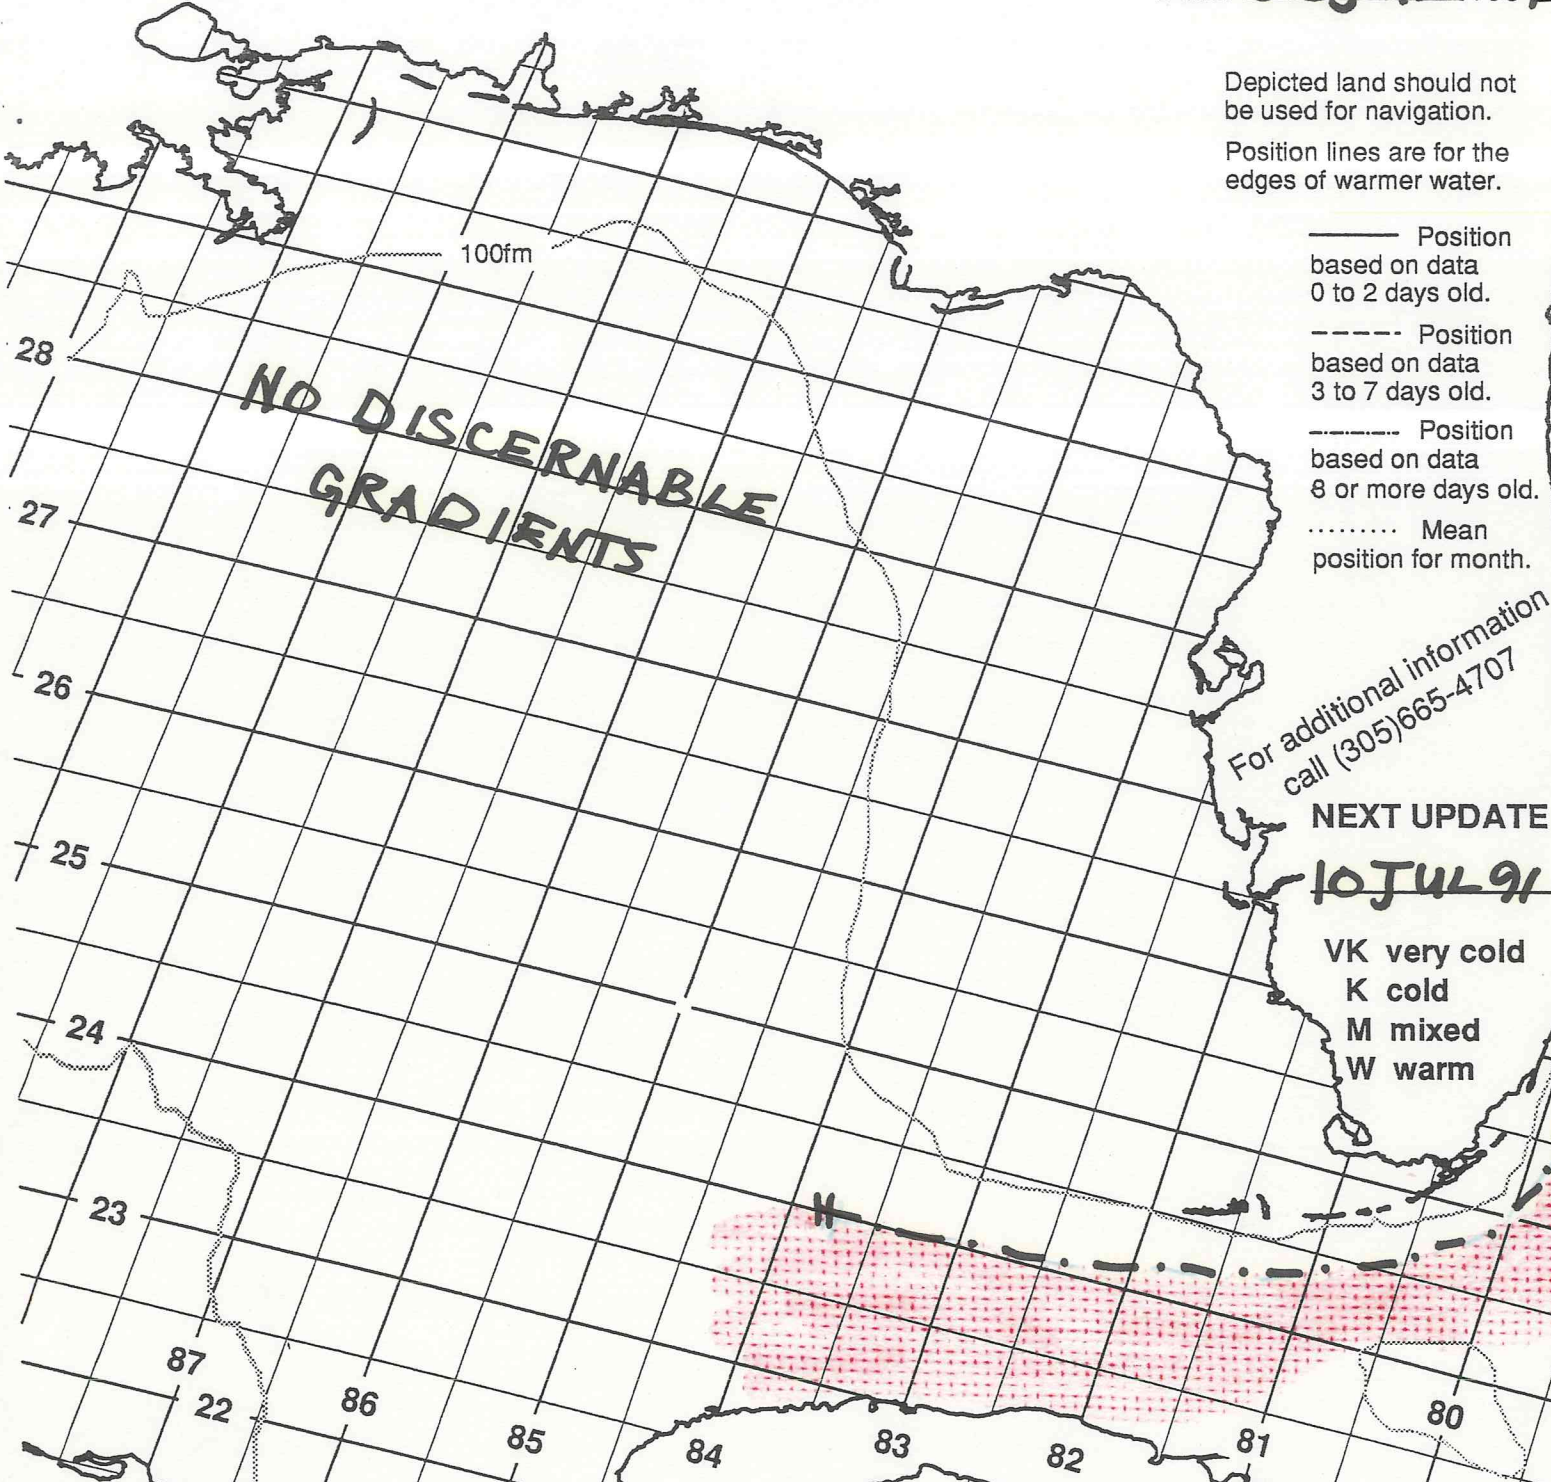 Depicted land should not
be used for navigation.
Position lines are for the
edges of warmer water.
Position
based on data
0 to 2 days old.
Position
based on data
3 to 7 days old.
Position
based on data
8 or more days old.
Mean
position for month.
For additional information
call (305)665-4707
NEXT UPDATE
10 JUL 91
VK very cold
K cold
M mixed
W warm
100fm
NO DISCERNABLE
GRADIENTS
28
27
26
25
24
23
22
87
86
85
84
83
82
81
80